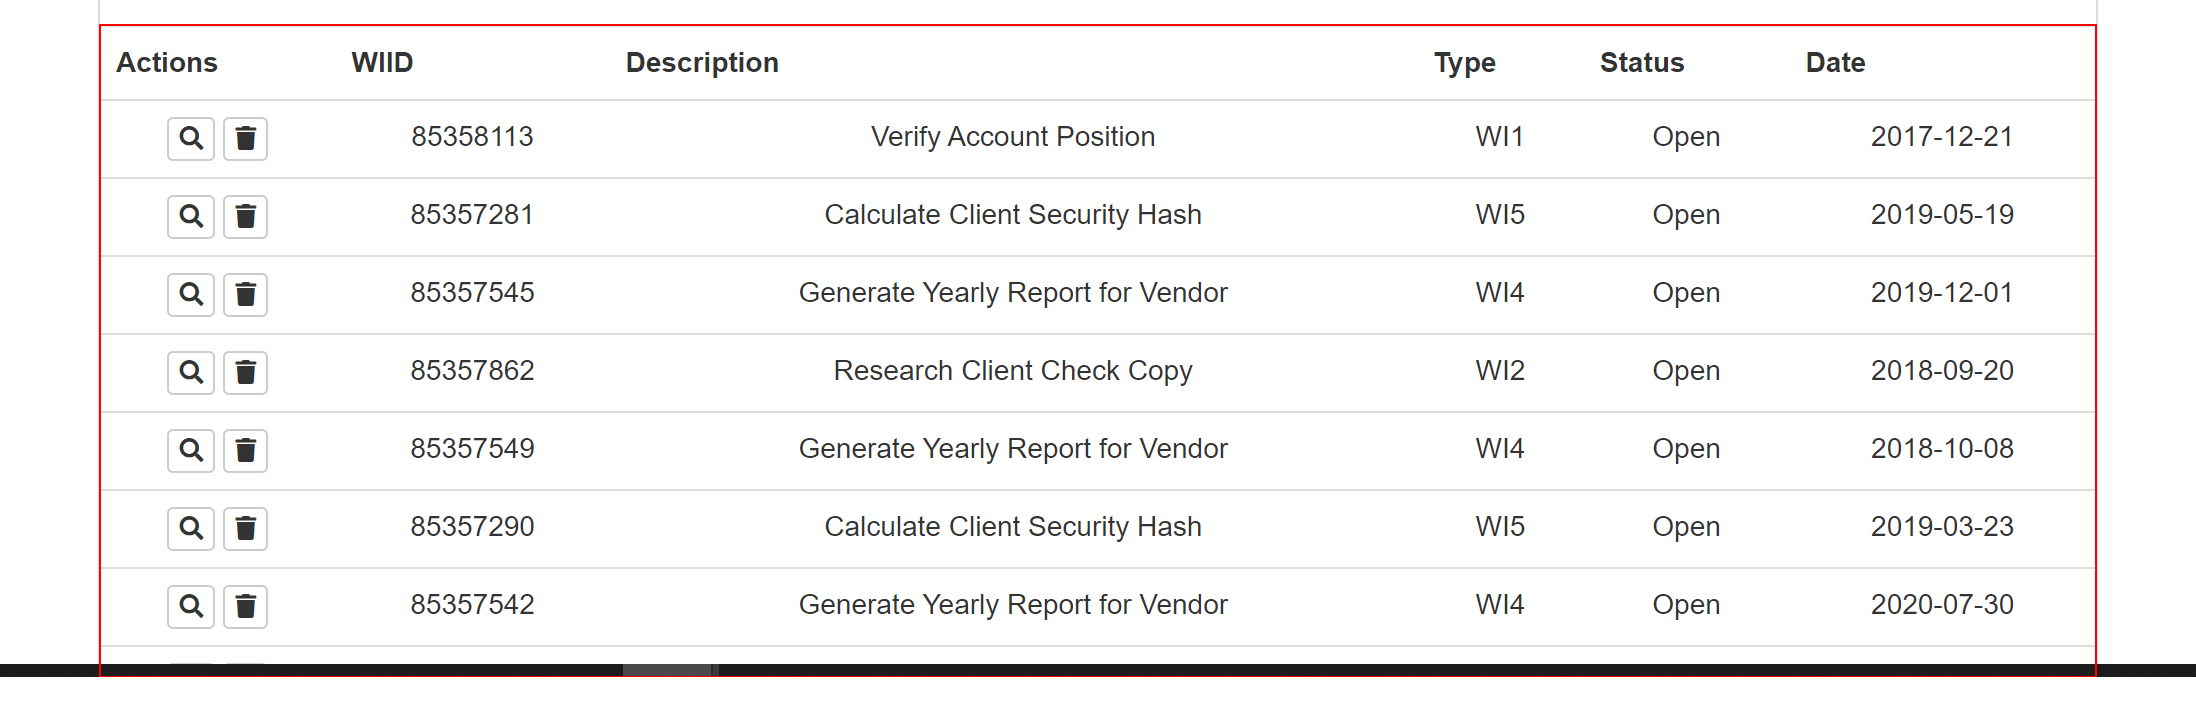 Actions WIID Description Type Status Date
85358113 Verify Account Position WI1 Open 2017-12-21
85357281 Calculate Client Security Hash WI5 Open 2019-05-19
85357545 Generate Yearly Report for Vendor WI4 Open 2019-12-01
85357862 Research Client Check Copy WI2 Open 2018-09-20
85357549 Generate Yearly Report for Vendor WI4 Open 2018-10-08
85357290 Calculate Client Security Hash WI5 Open 2019-03-23
85357542 Generate Yearly Report for Vendor WI4 Open 2020-07-30